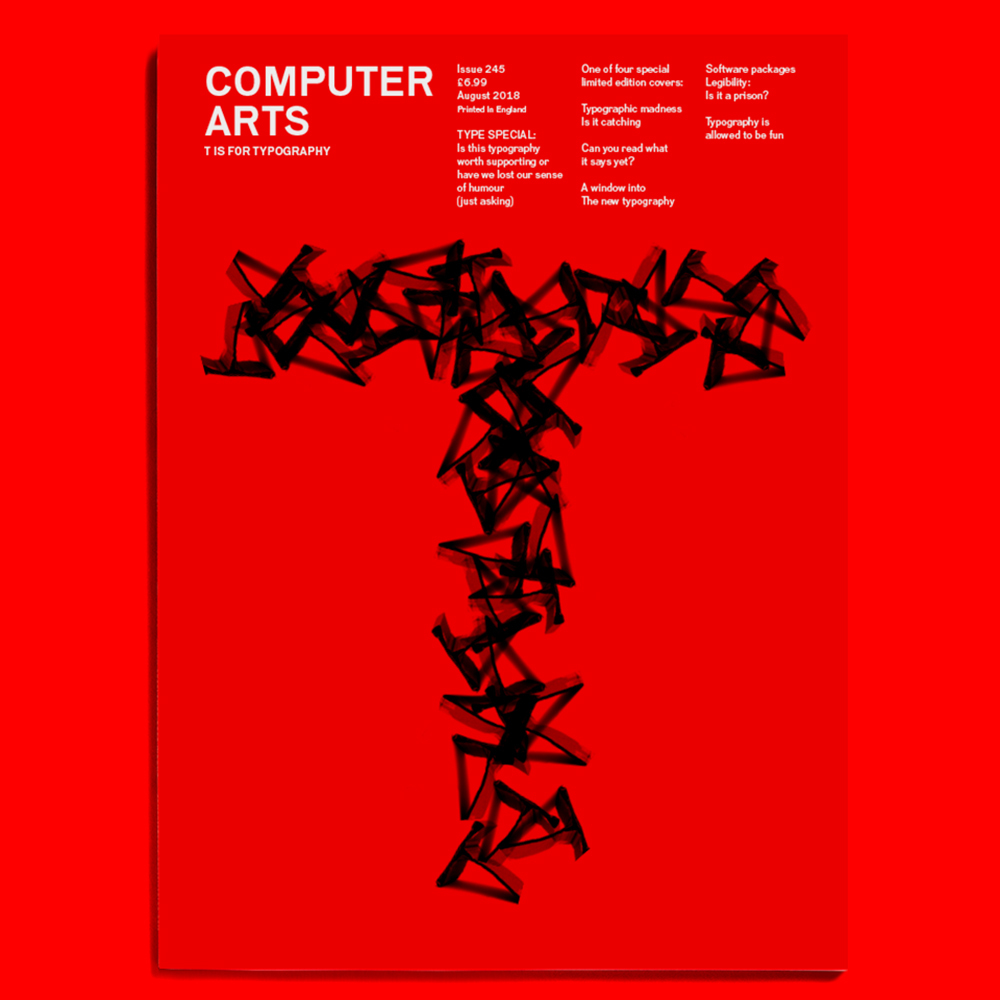 COMPUTER
ARTS
T IS FOR TYPOGRAPHY
Issue 245
£6.99
August 2018
Printed In England
TYPE SPECIAL:
Is this typography
worth supporting or
have we lost our sense
of humour
(just asking)
One of four special
limited edition covers:
Typographic madness
Is it catching
Can you read what
it says yet?
A window into
The new typography
Software packages
Legibility:
Is it a prison?
Typography is
allowed to be fun
T